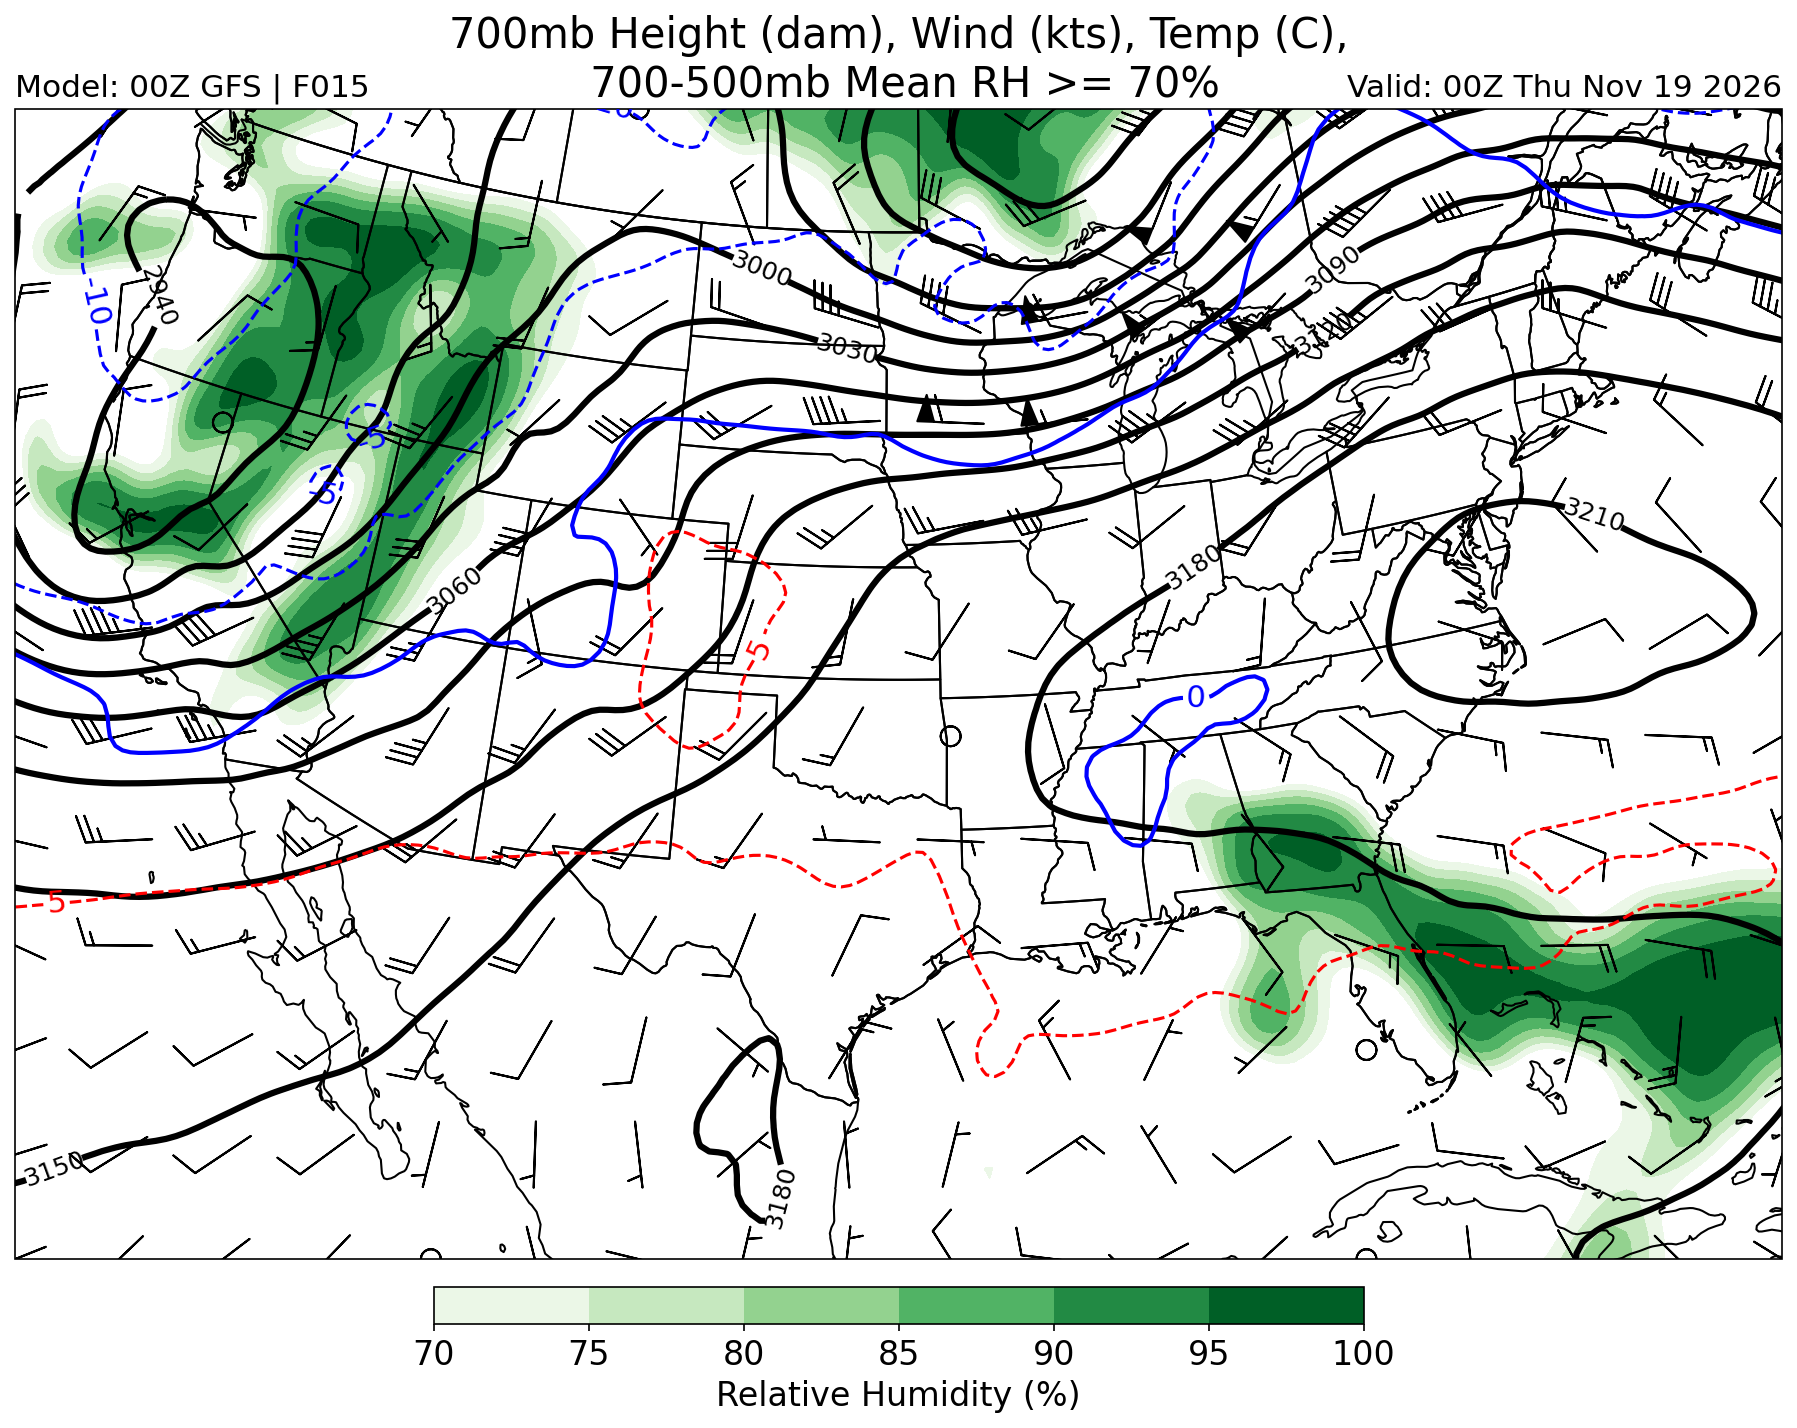 700mb Height (dam), Wind (kts), Temp (C),
700-500mb Mean RH >= 70%
Model: 00Z GFS | F015
Valid: 00Z Thu Nov 19 2026
3000
3090
2940
-10
3030
3120
-5
-5
3210
3180
3060
5
0
5
3150
3180
70 75 80 85 90 95 100
Relative Humidity (%)